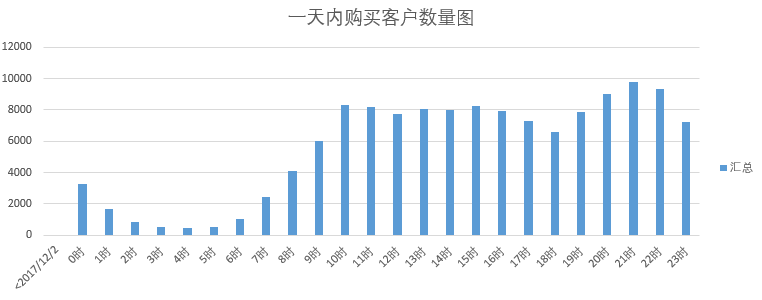 一天内购买客户数量图
12000
10000
8000
6000
4000
2000
0
<2017/12/2
0时
1时
2时
3时
4时
5时
6时
7时
8时
9时
10时
11时
12时
13时
14时
15时
16时
17时
18时
19时
20时
21时
22时
23时
汇总